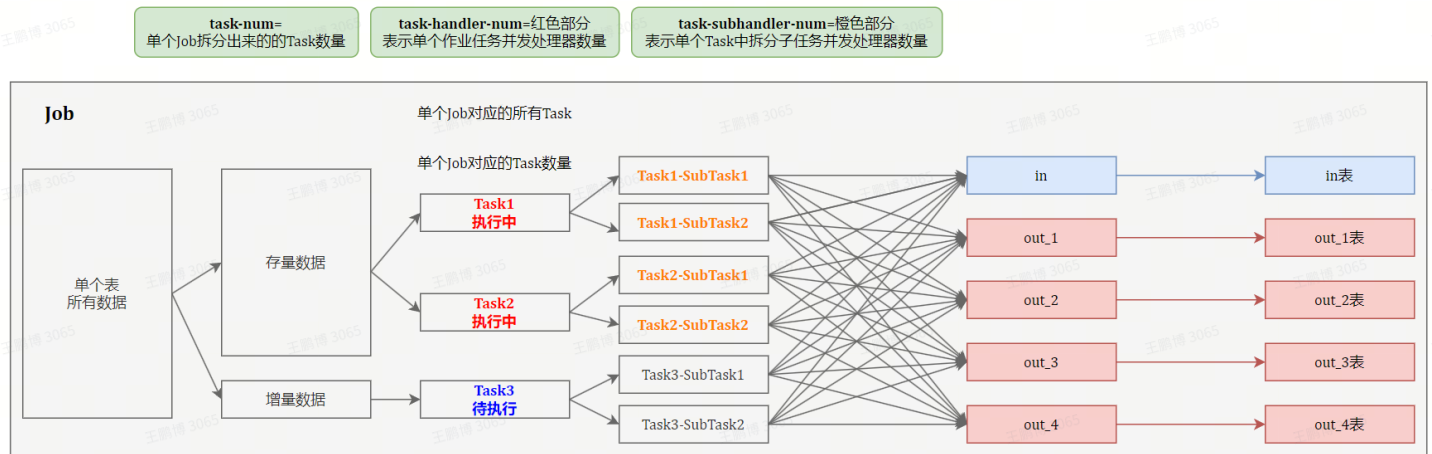 task-num=
单个Job拆分出来的的Task数量
task-handler-num=红色部分
表示单个作业任务并发处理器数量
task-subhandler-num=橙色部分
表示单个Task中拆分子任务并发处理器数量
Job
单个Job对应的所有Task
单个Job对应的Task数量
单个表
所有数据
存量数据
增量数据
Task1
执行中
Task2
执行中
Task3
待执行
Task1-SubTask1
Task1-SubTask2
Task2-SubTask1
Task2-SubTask2
Task3-SubTask1
Task3-SubTask2
in
out_1
out_2
out_3
out_4
in表
out_1表
out_2表
out_3表
out_4表
王鹏博 3065